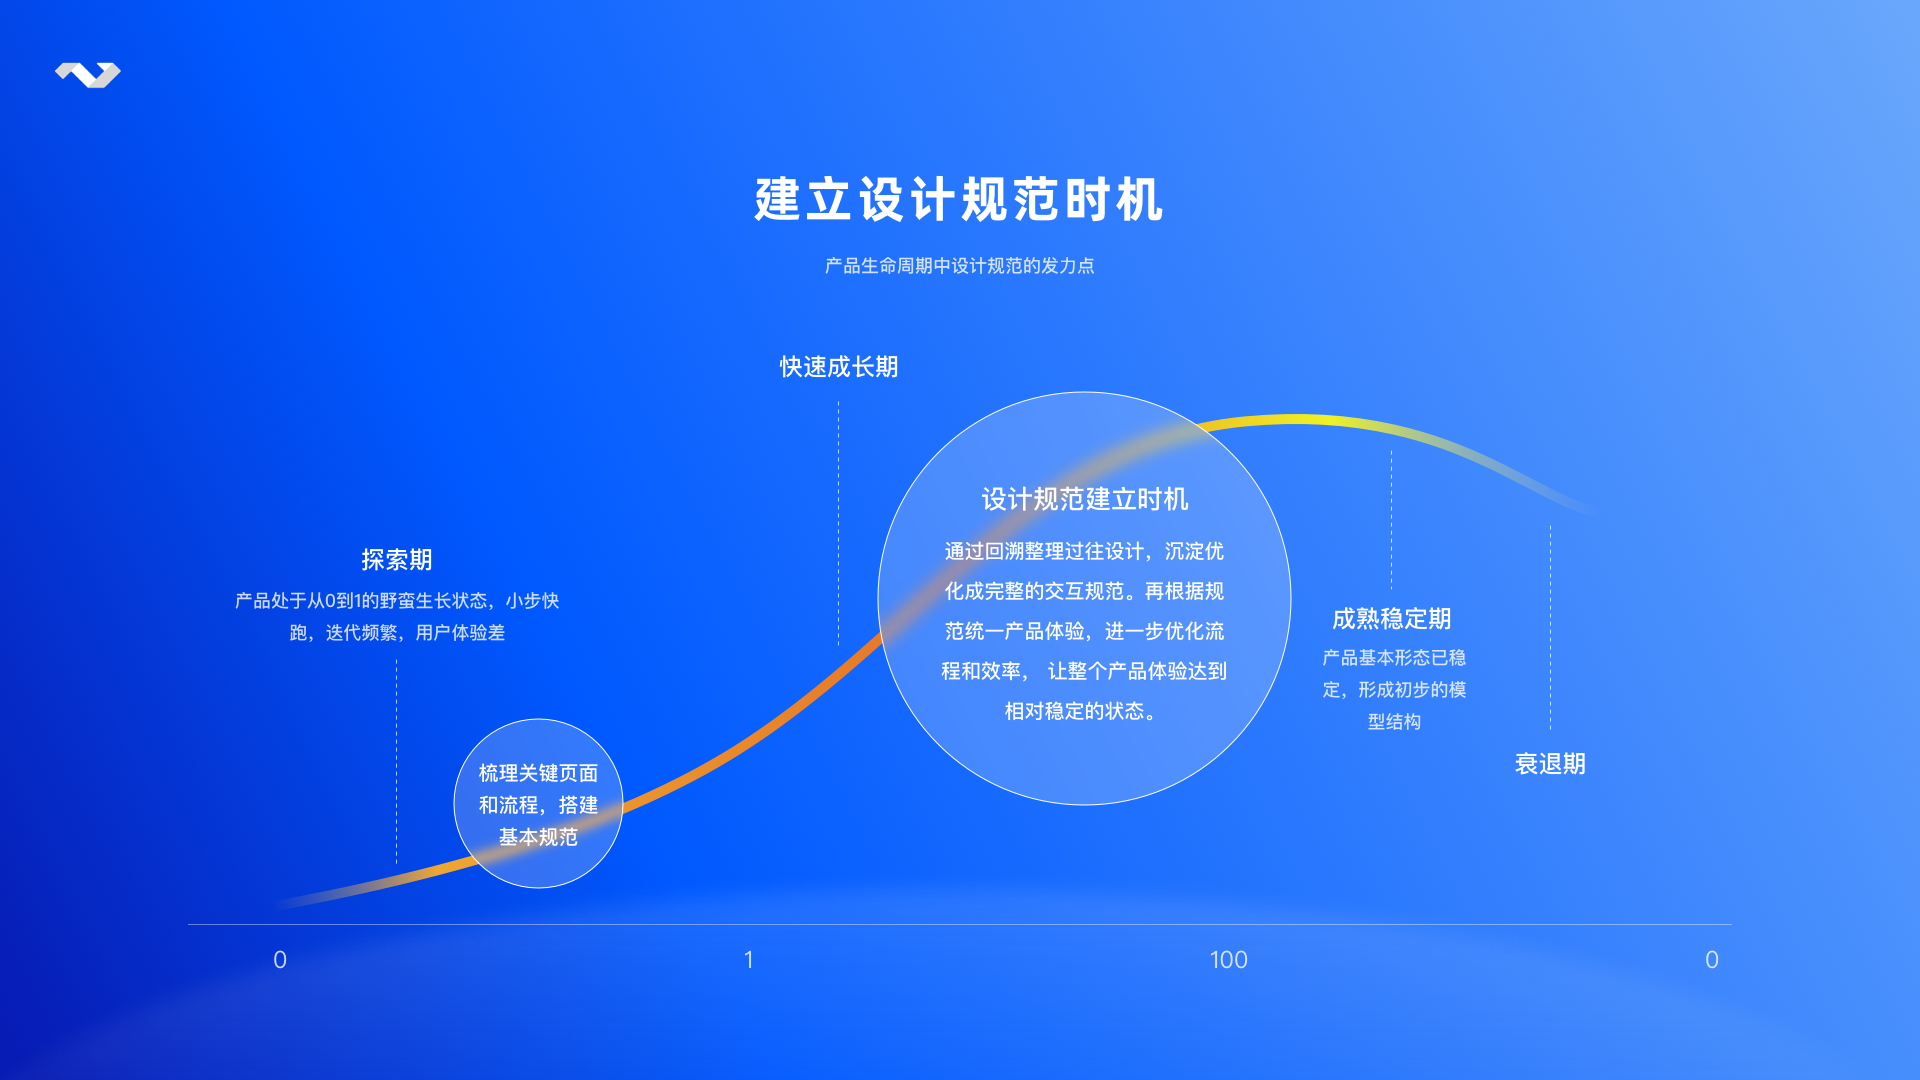 建立设计规范时机
产品生命周期中设计规范的发力点
快速成长期
探索期
产品处于从0到1的野蛮生长状态，小步快
跑，迭代频繁，用户体验差
梳理关键页面
和流程，搭建
基本规范
设计规范建立时机
通过回溯整理过往设计，沉淀优
化成完整的交互规范。再根据规
范统一产品体验，进一步优化流
程和效率， 让整个产品体验达到
相对稳定的状态。
成熟稳定期
产品基本形态已稳
定，形成初步的模
型结构
衰退期
0
1
100
0